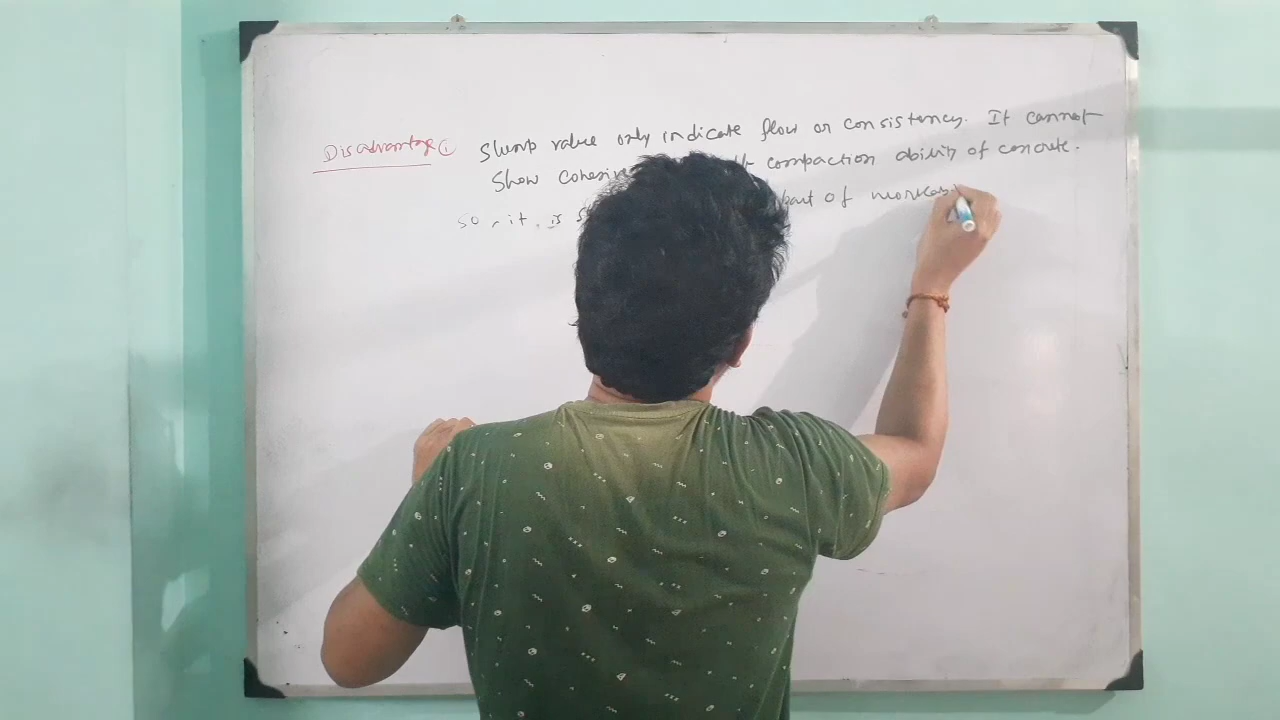 Disadvantage ① Slump value only indicate flow or consistency. It cannot
Show compaction ability of concrete.
so, it is part of workab